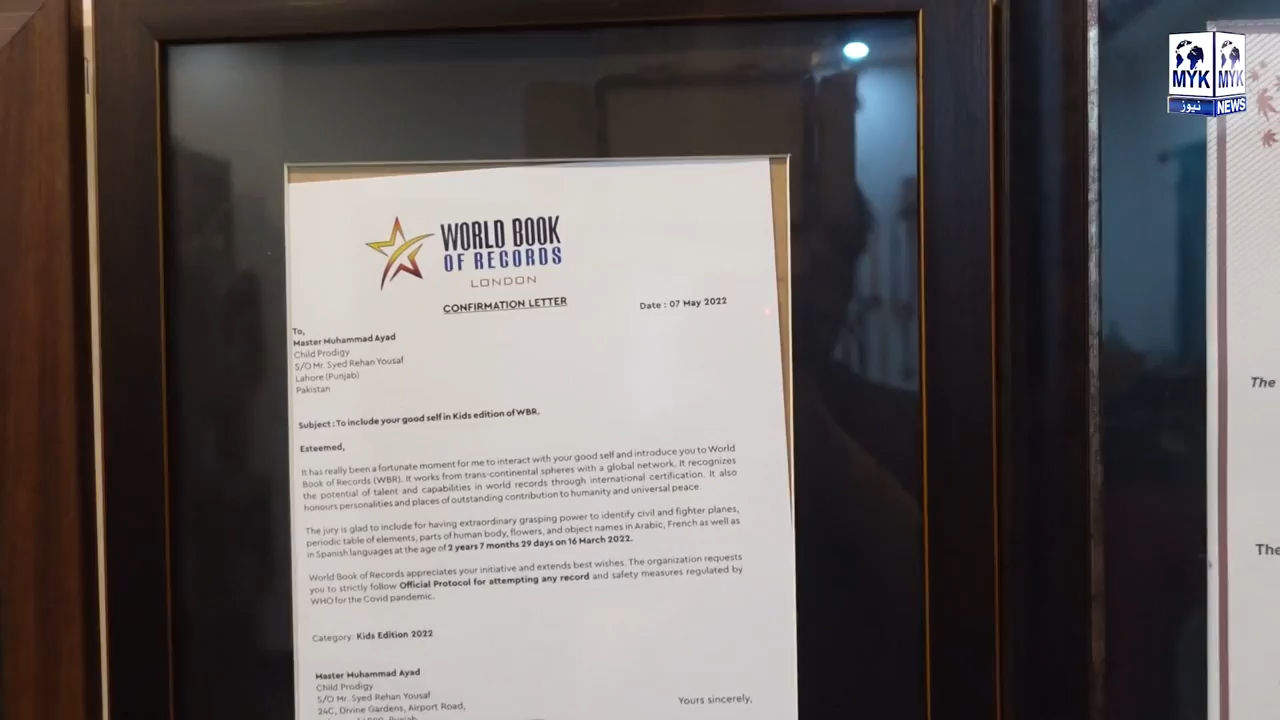 MYK MYK
نیوز NEWS
WORLD BOOK
OF RECORDS
LONDON
CONFIRMATION LETTER
Date : 07 May 2022
To,
Master Muhammad Ayad
Child Prodigy
S/O Mr. Syed Rehan Yousaf
Lahore (Punjab)
Pakistan
Subject : To include your good self in Kids edition of WBR.
Esteemed,
It has really been a fortunate moment for me to interact with your good self and introduce you to World
Book of Records (WBR). It works from trans-continental spheres with a global network. It recognizes
the potential of talent and capabilities in world records through international certification. It also
honours personalities and places of outstanding contribution to humanity and universal peace.
The jury is glad to include for having extraordinary grasping power to identify civil and fighter planes,
periodic table of elements, parts of human body, flowers, and object names in Arabic, French as well as
in Spanish languages at the age of 2 years 7 months 29 days on 16 March 2022.
World Book of Records appreciates your initiative and extends best wishes. The organization requests
you to strictly follow Official Protocol for attempting any record and safety measures regulated by
WHO for the Covid pandemic.
Category: Kids Edition 2022
Master Muhammad Ayad
Child Prodigy
S/O Mr. Syed Rehan Yousaf
24C, Divine Gardens, Airport Road,
Yours sincerely,
The
The